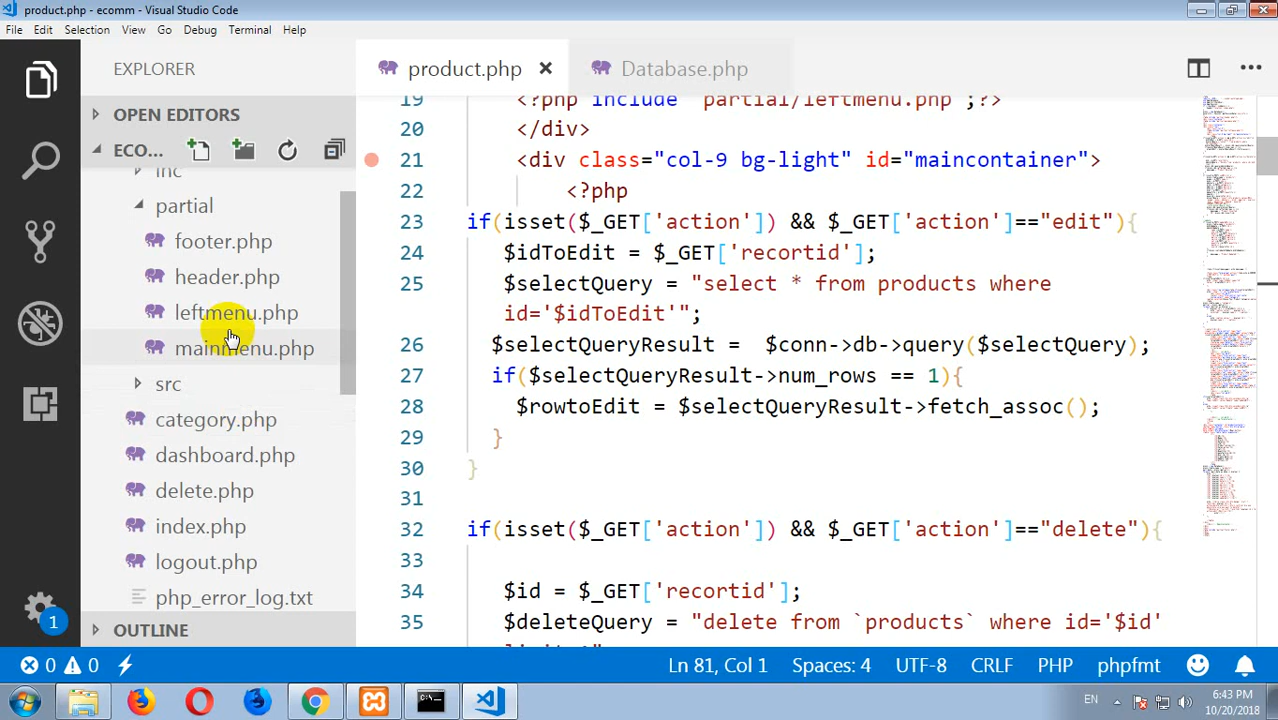 product.php - ecomm - Visual Studio Code
File Edit Selection View Go Debug Terminal Help
EXPLORER
OPEN EDITORS
ECO...
inc
partial
footer.php
header.php
leftmenu.php
mainmenu.php
src
category.php
dashboard.php
delete.php
index.php
logout.php
php_error_log.txt
OUTLINE
product.php
Database.php
19 <?php include 'partial/leftmenu.php';?>
20 </div>
21 <div class="col-9 bg-light" id="maincontainer">
22 <?php
23 if(isset($_GET['action']) && $_GET['action']=="edit"){
24 $idToEdit = $_GET['recortid'];
25 $selectQuery = "select * from products where
id='$idToEdit'";
26 $selectQueryResult = $conn->db->query($selectQuery);
27 if($selectQueryResult->num_rows == 1){
28 $rowtoEdit = $selectQueryResult->fetch_assoc();
29 }
30 }
31
32 if(isset($_GET['action']) && $_GET['action']=="delete"){
33
34 $id = $_GET['recortid'];
35 $deleteQuery = "delete from `products` where id='$id'
0 0 Ln 81, Col 1 Spaces: 4 UTF-8 CRLF PHP phpfmt
1
EN
6:43 PM
10/20/2018